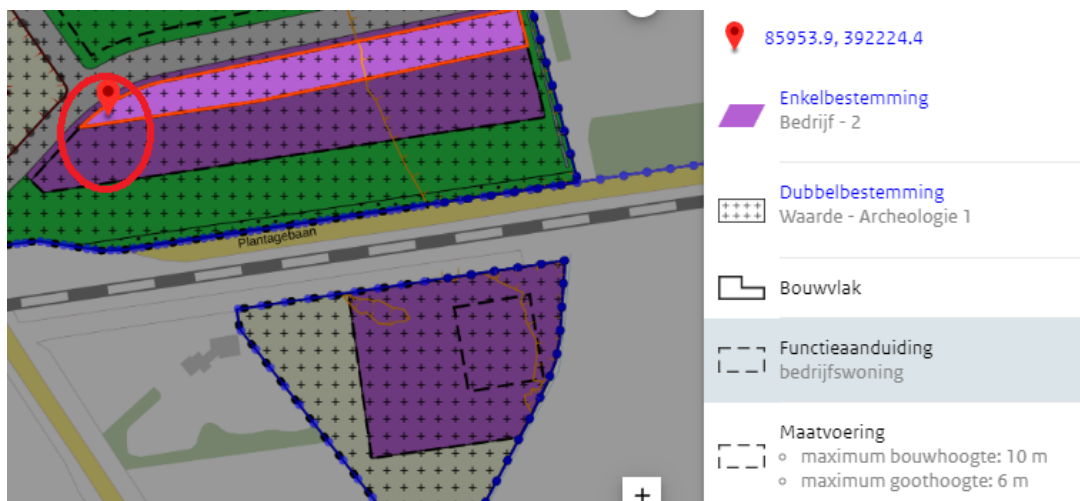 Plantagebaan
+
85953.9, 392224.4
Enkelbestemming
Bedrijf - 2
Dubbelbestemming
Waarde - Archeologie 1
Bouwvlak
Functieaanduiding
bedrijfswoning
Maatvoering
maximum bouwhoogte: 10 m
maximum goothoogte: 6 m